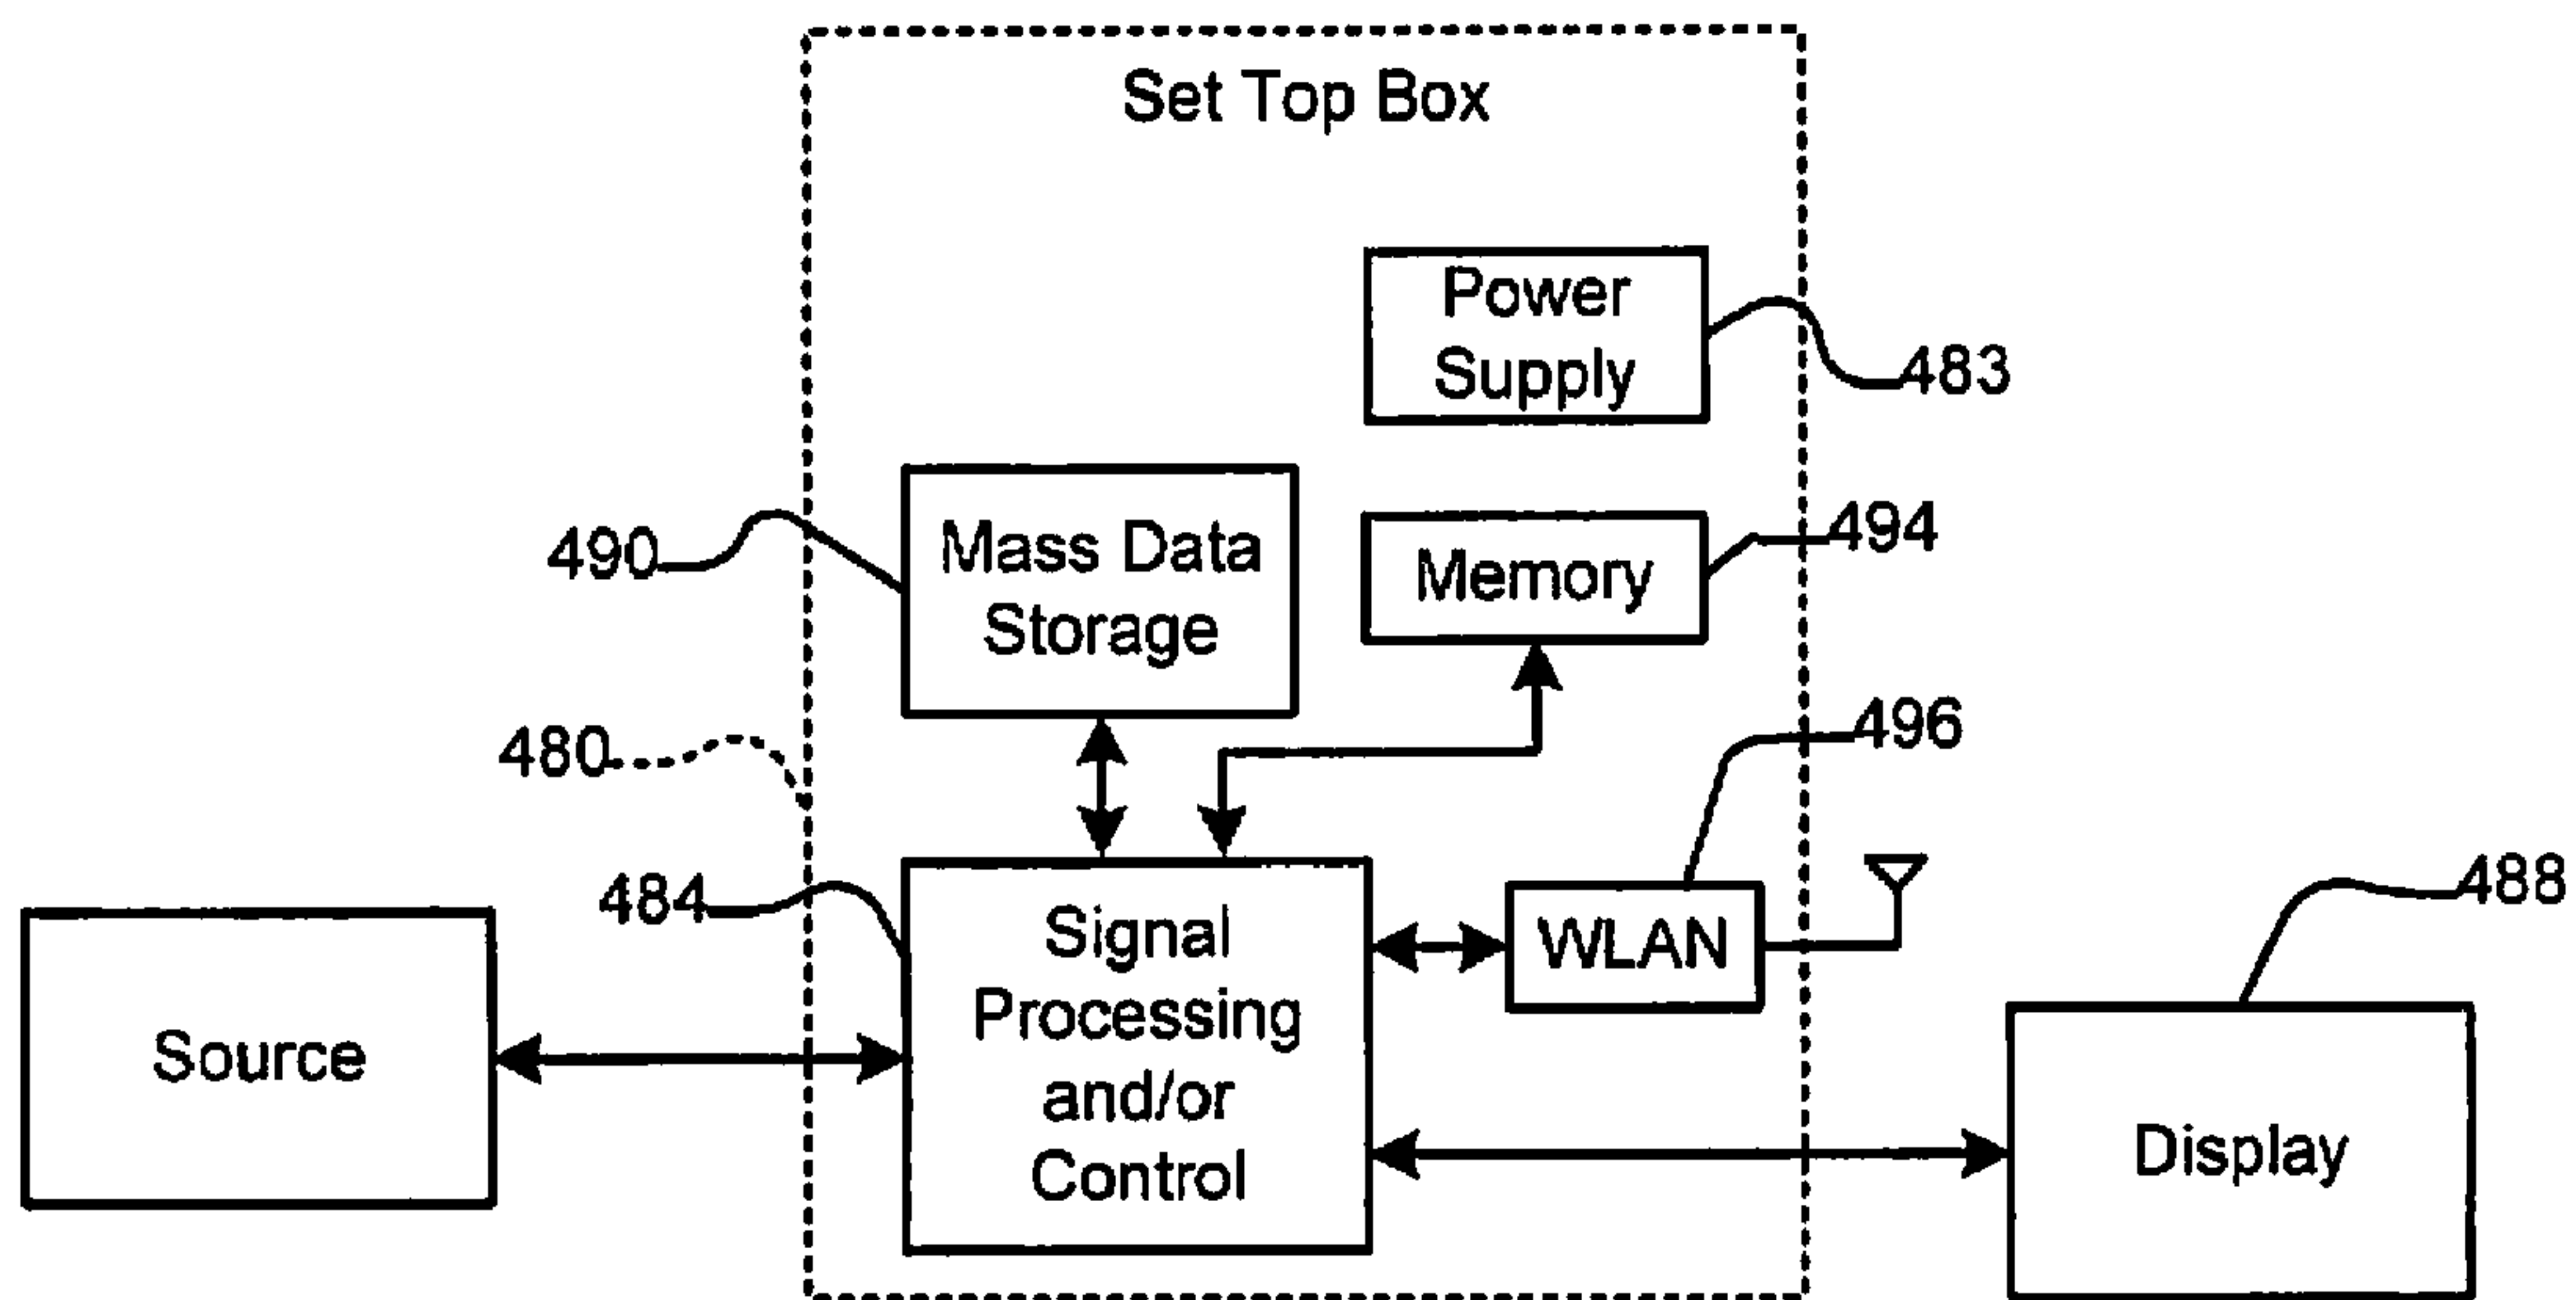 Set Top Box
Power
Supply
483
490
Mass Data
Storage
Memory
494
480
496
484
Signal
Processing
and/or
Control
WLAN
488
Source
Display